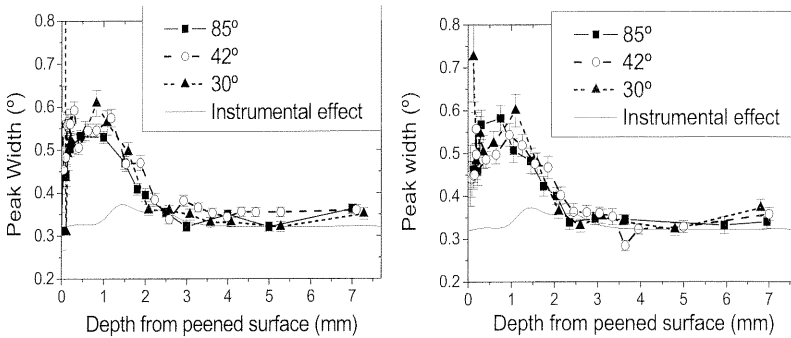 0.8
0.7
0.6
0.5
0.4
0.3
0.2
Peak Width (º)
0 1 2 3 4 5 6 7
Depth from peened surface (mm)
85º
42º
30º
Instrumental effect
0.8
0.7
0.6
0.5
0.4
0.3
0.2
Peak width (º)
0 1 2 3 4 5 6 7
Depth from peened surface (mm)
85º
42º
30º
Instrumental effect